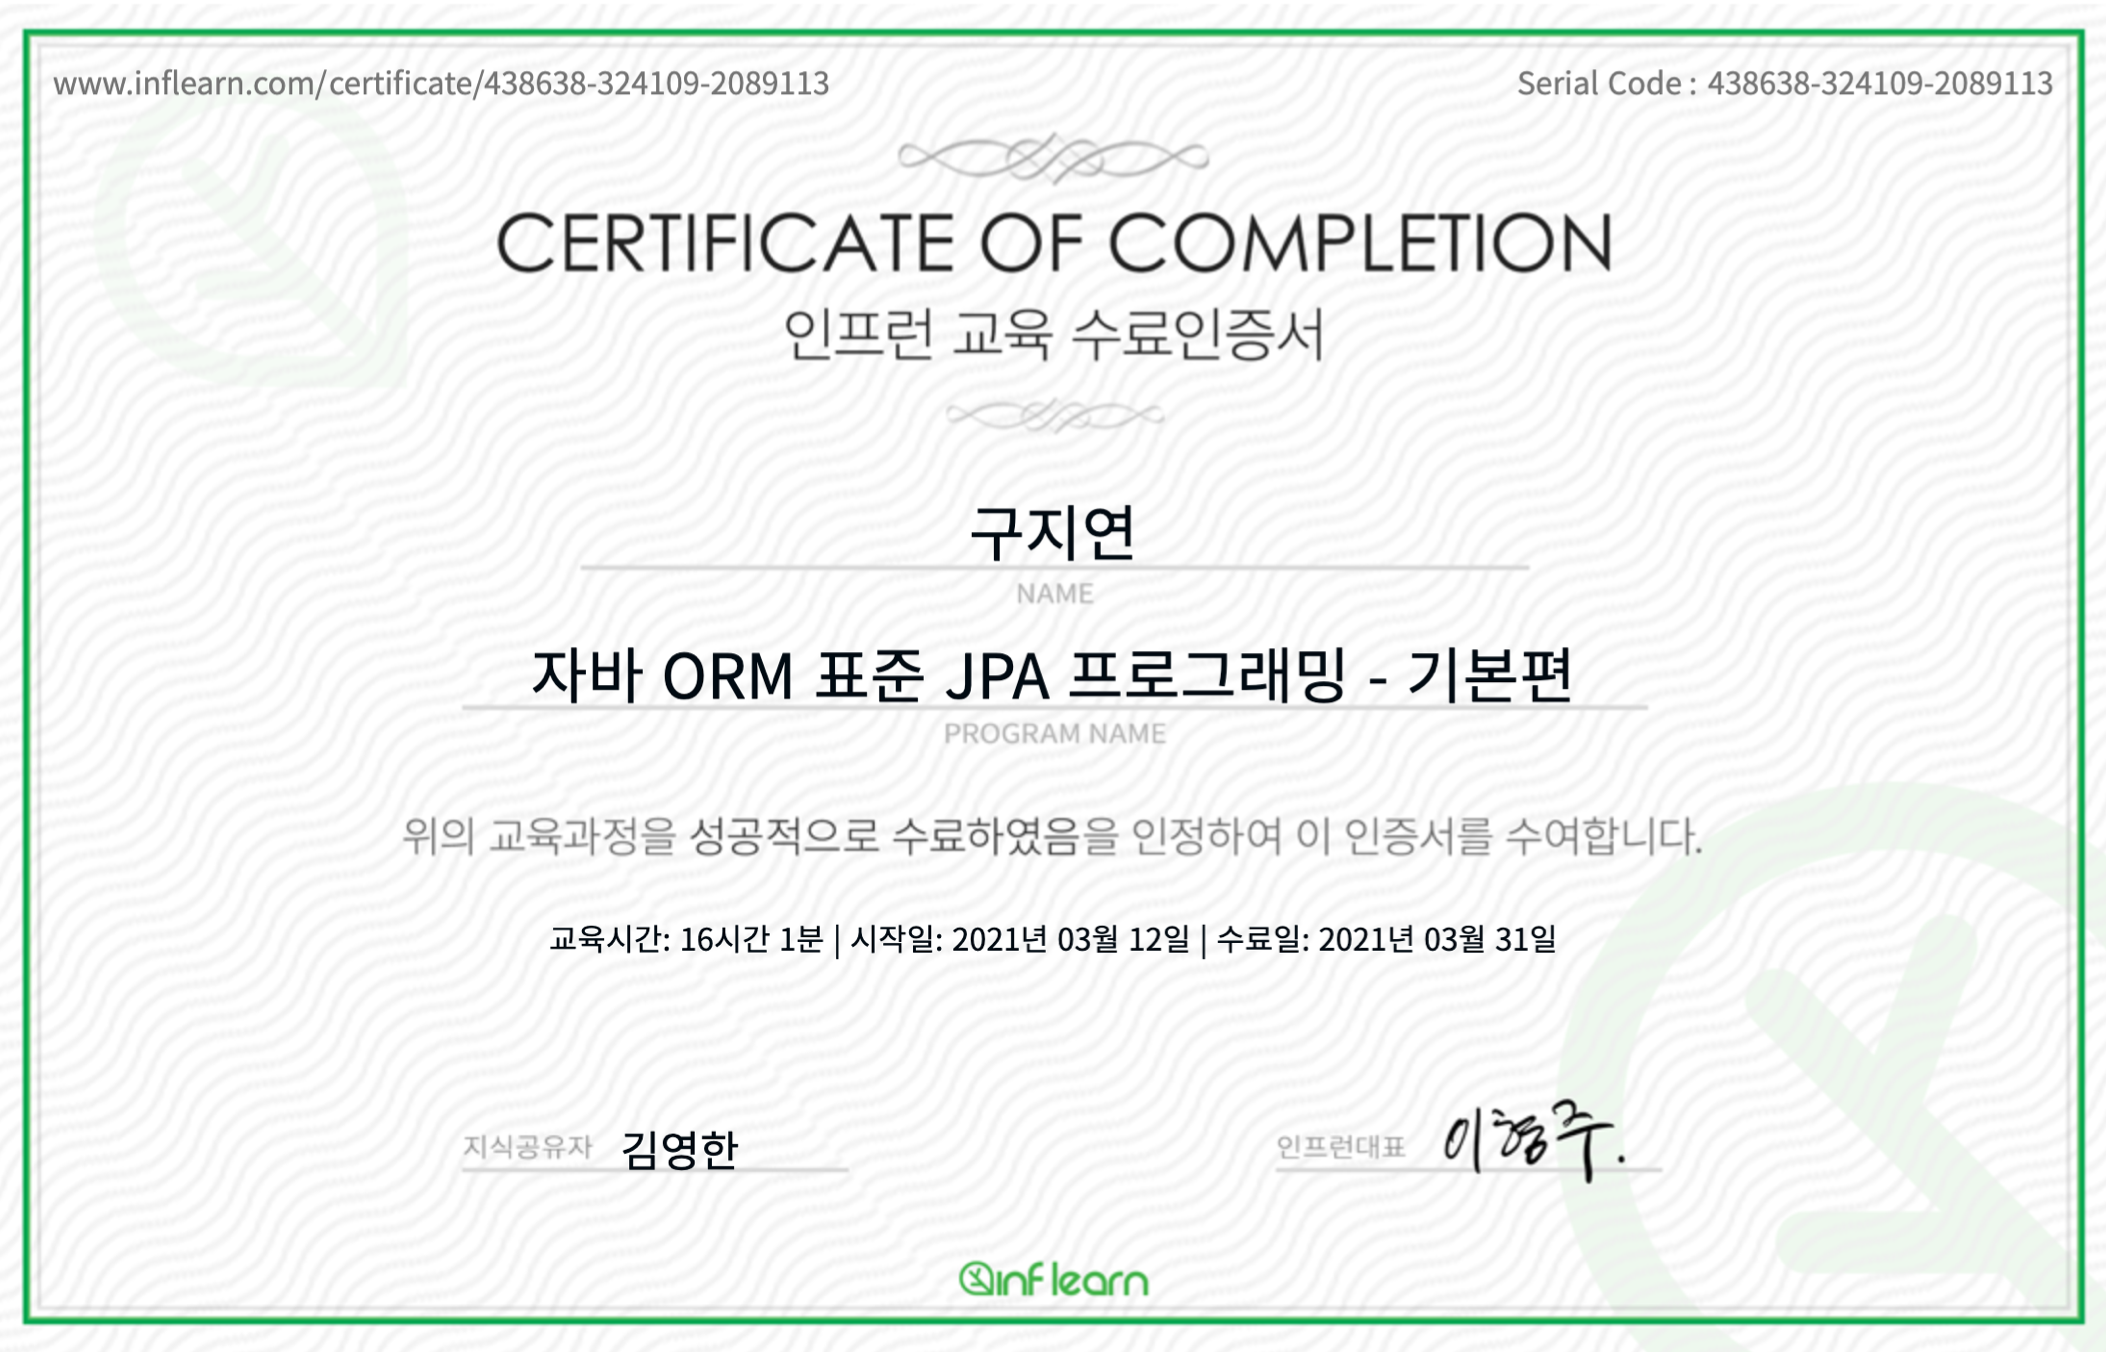 www.inflearn.com/certificate/438638-324109-2089113
Serial Code : 438638-324109-2089113
CERTIFICATE OF COMPLETION
인프런 교육 수료인증서
구지연
NAME
자바 ORM 표준 JPA 프로그래밍 - 기본편
PROGRAM NAME
위의 교육과정을 성공적으로 수료하였음을 인정하여 이 인증서를 수여합니다.
교육시간: 16시간 1분 | 시작일: 2021년 03월 12일 | 수료일: 2021년 03월 31일
지식공유자 김영한
인프런대표 이형주.
inflearn